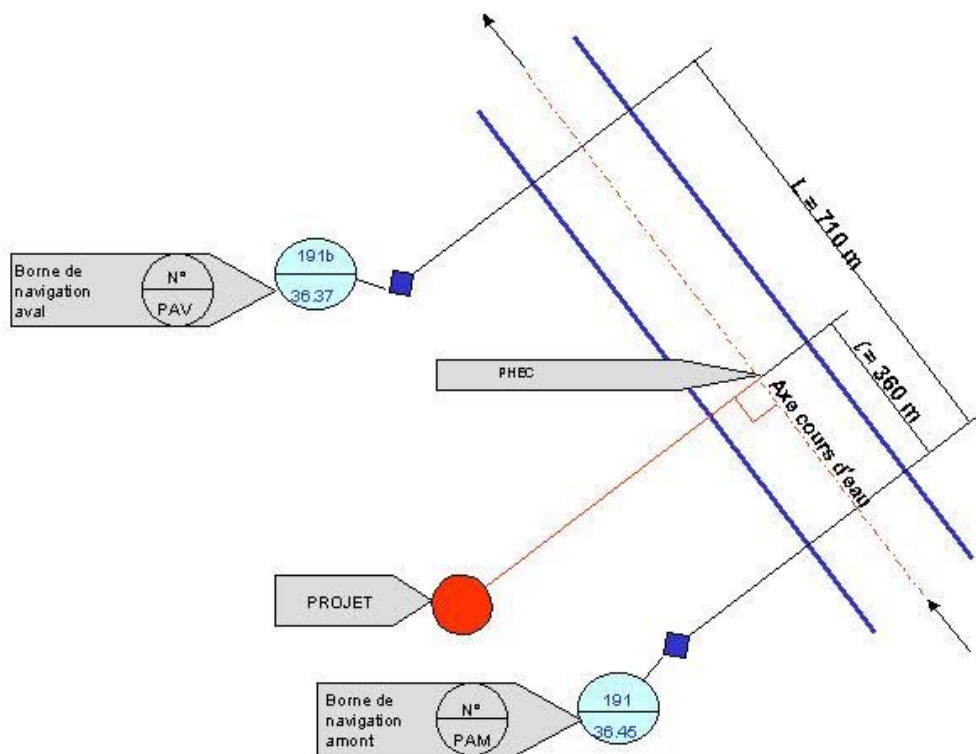 L = 710 m
191b
36.37
Borne de
navigation
aval
N°
PAV
ℓ = 360 m
PHEC
Axe cours d'eau
PROJET
191
36.45
Borne de
navigation
amont
N°
PAM